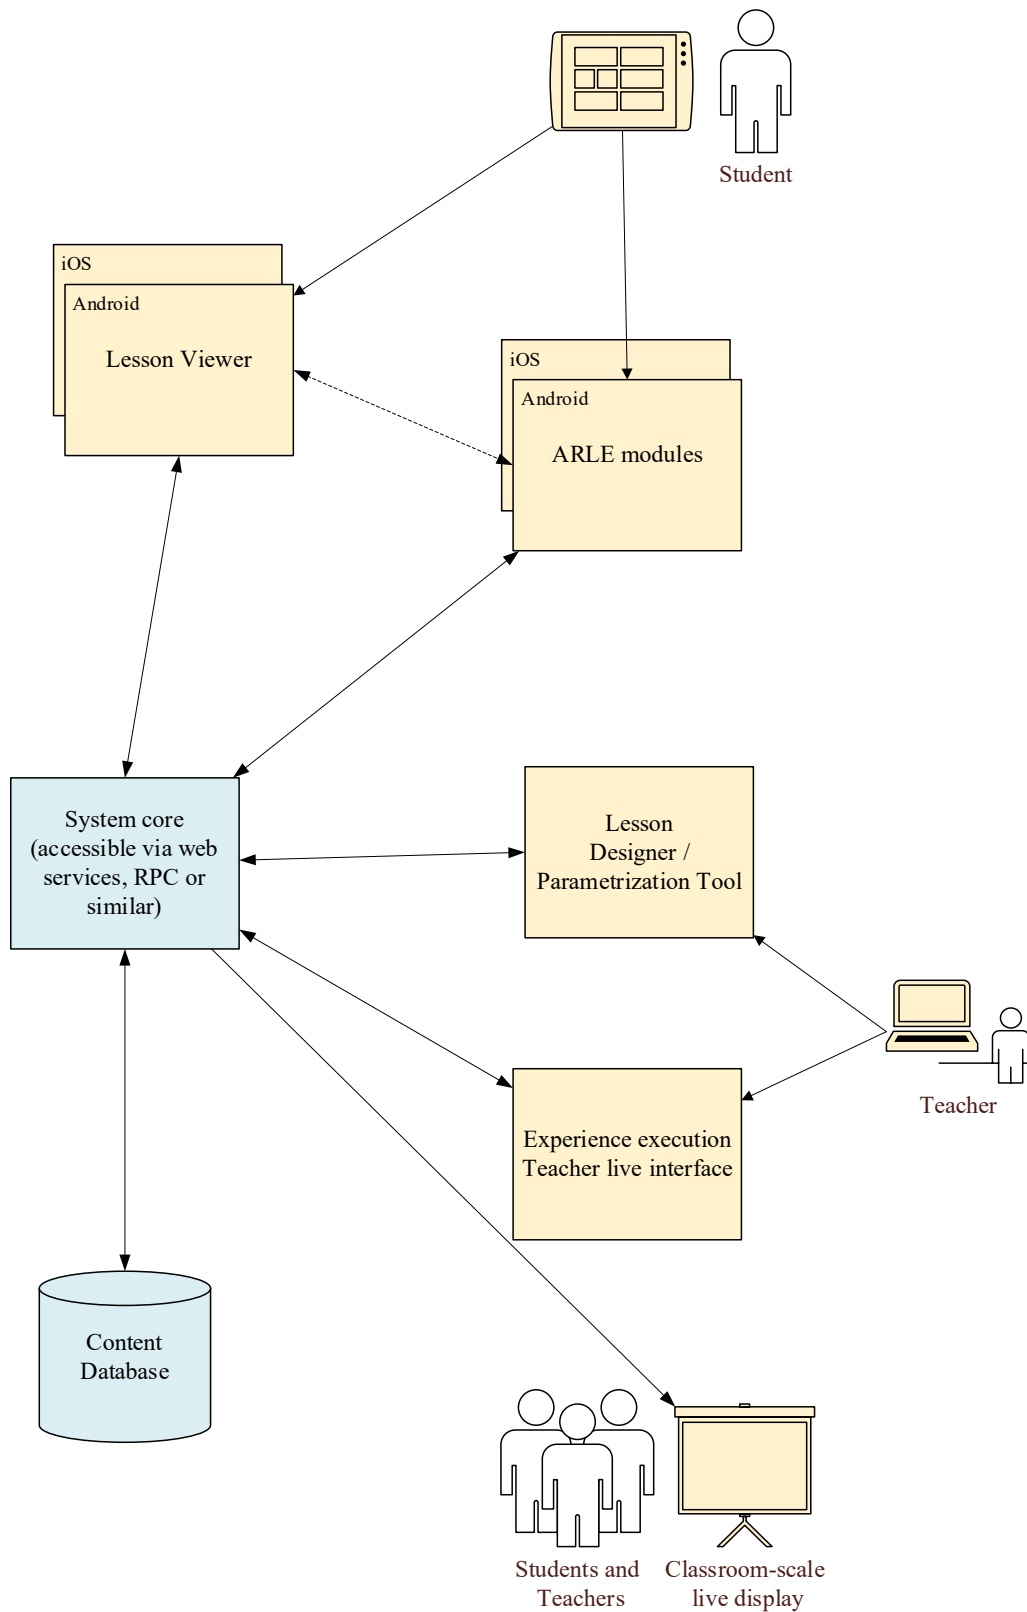 Student
iOS
Android
Lesson Viewer
iOS
Android
ARLE modules
System core
(accessible via web
services, RPC or
similar)
Lesson
Designer /
Parametrization Tool
Teacher
Experience execution
Teacher live interface
Content
Database
Students and
Teachers
Classroom-scale
live display